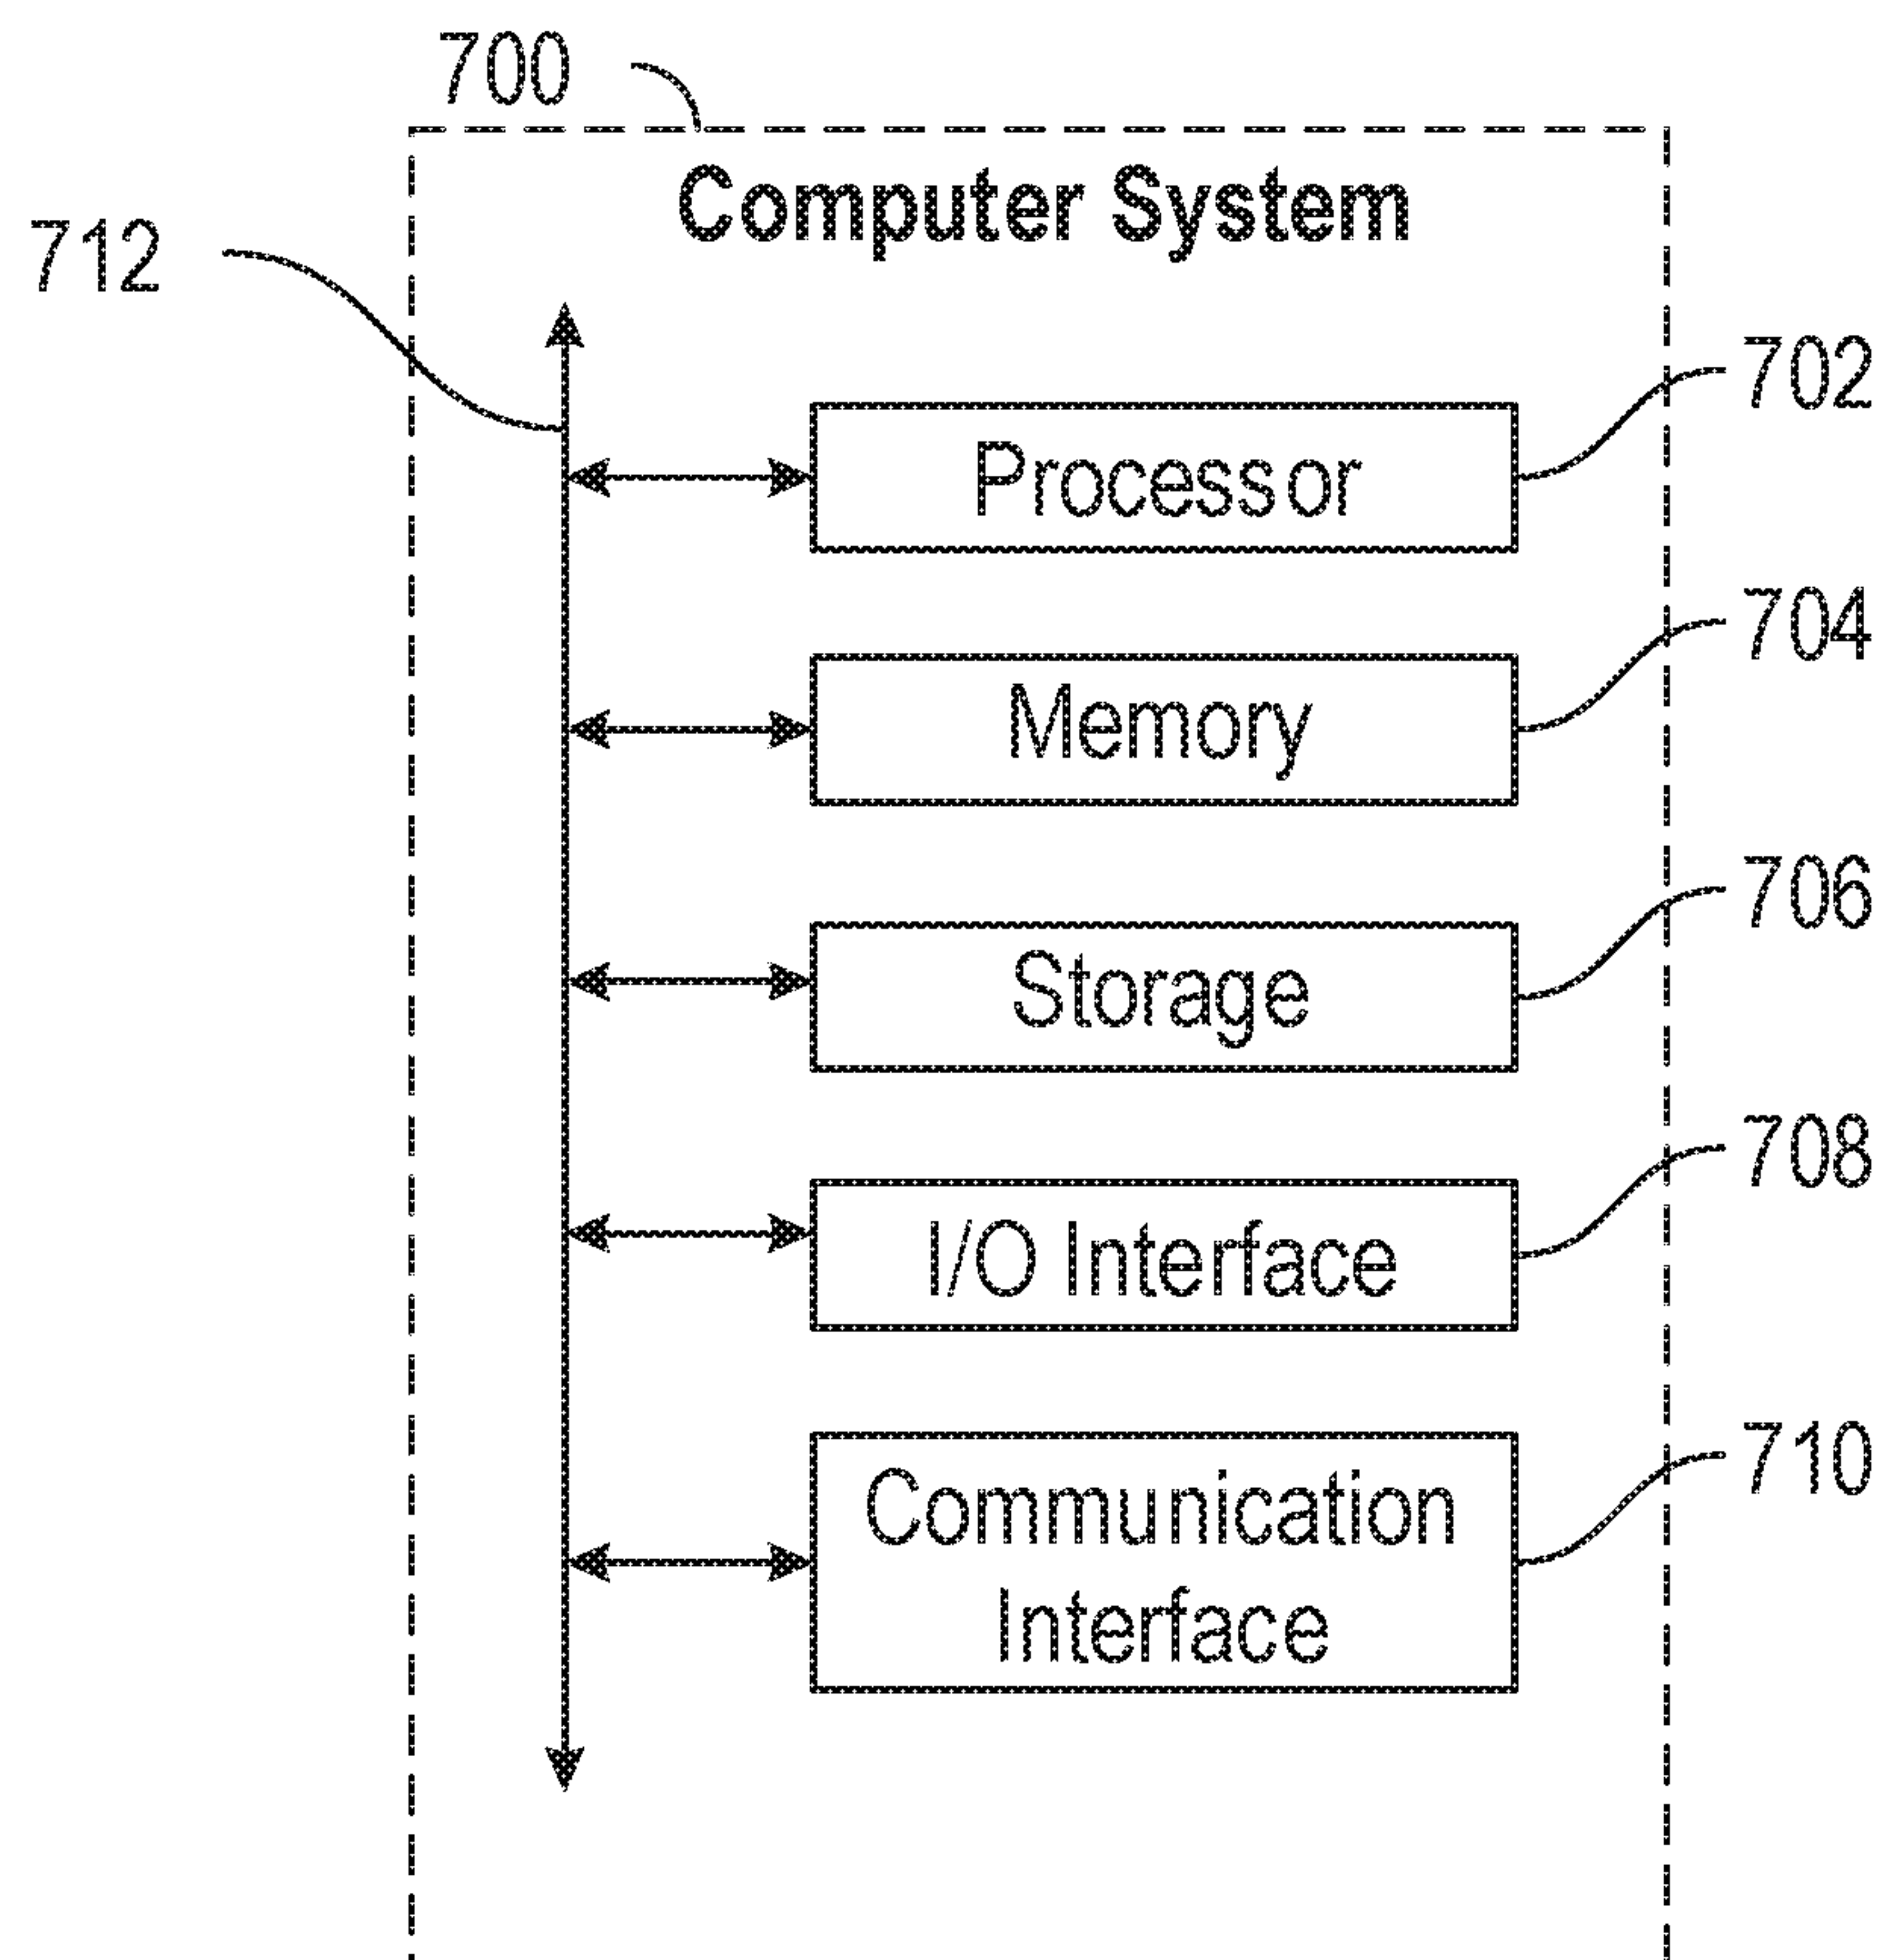 700
Computer System
712
702
Processor
704
Memory
706
Storage
708
I/O Interface
710
Communication
Interface